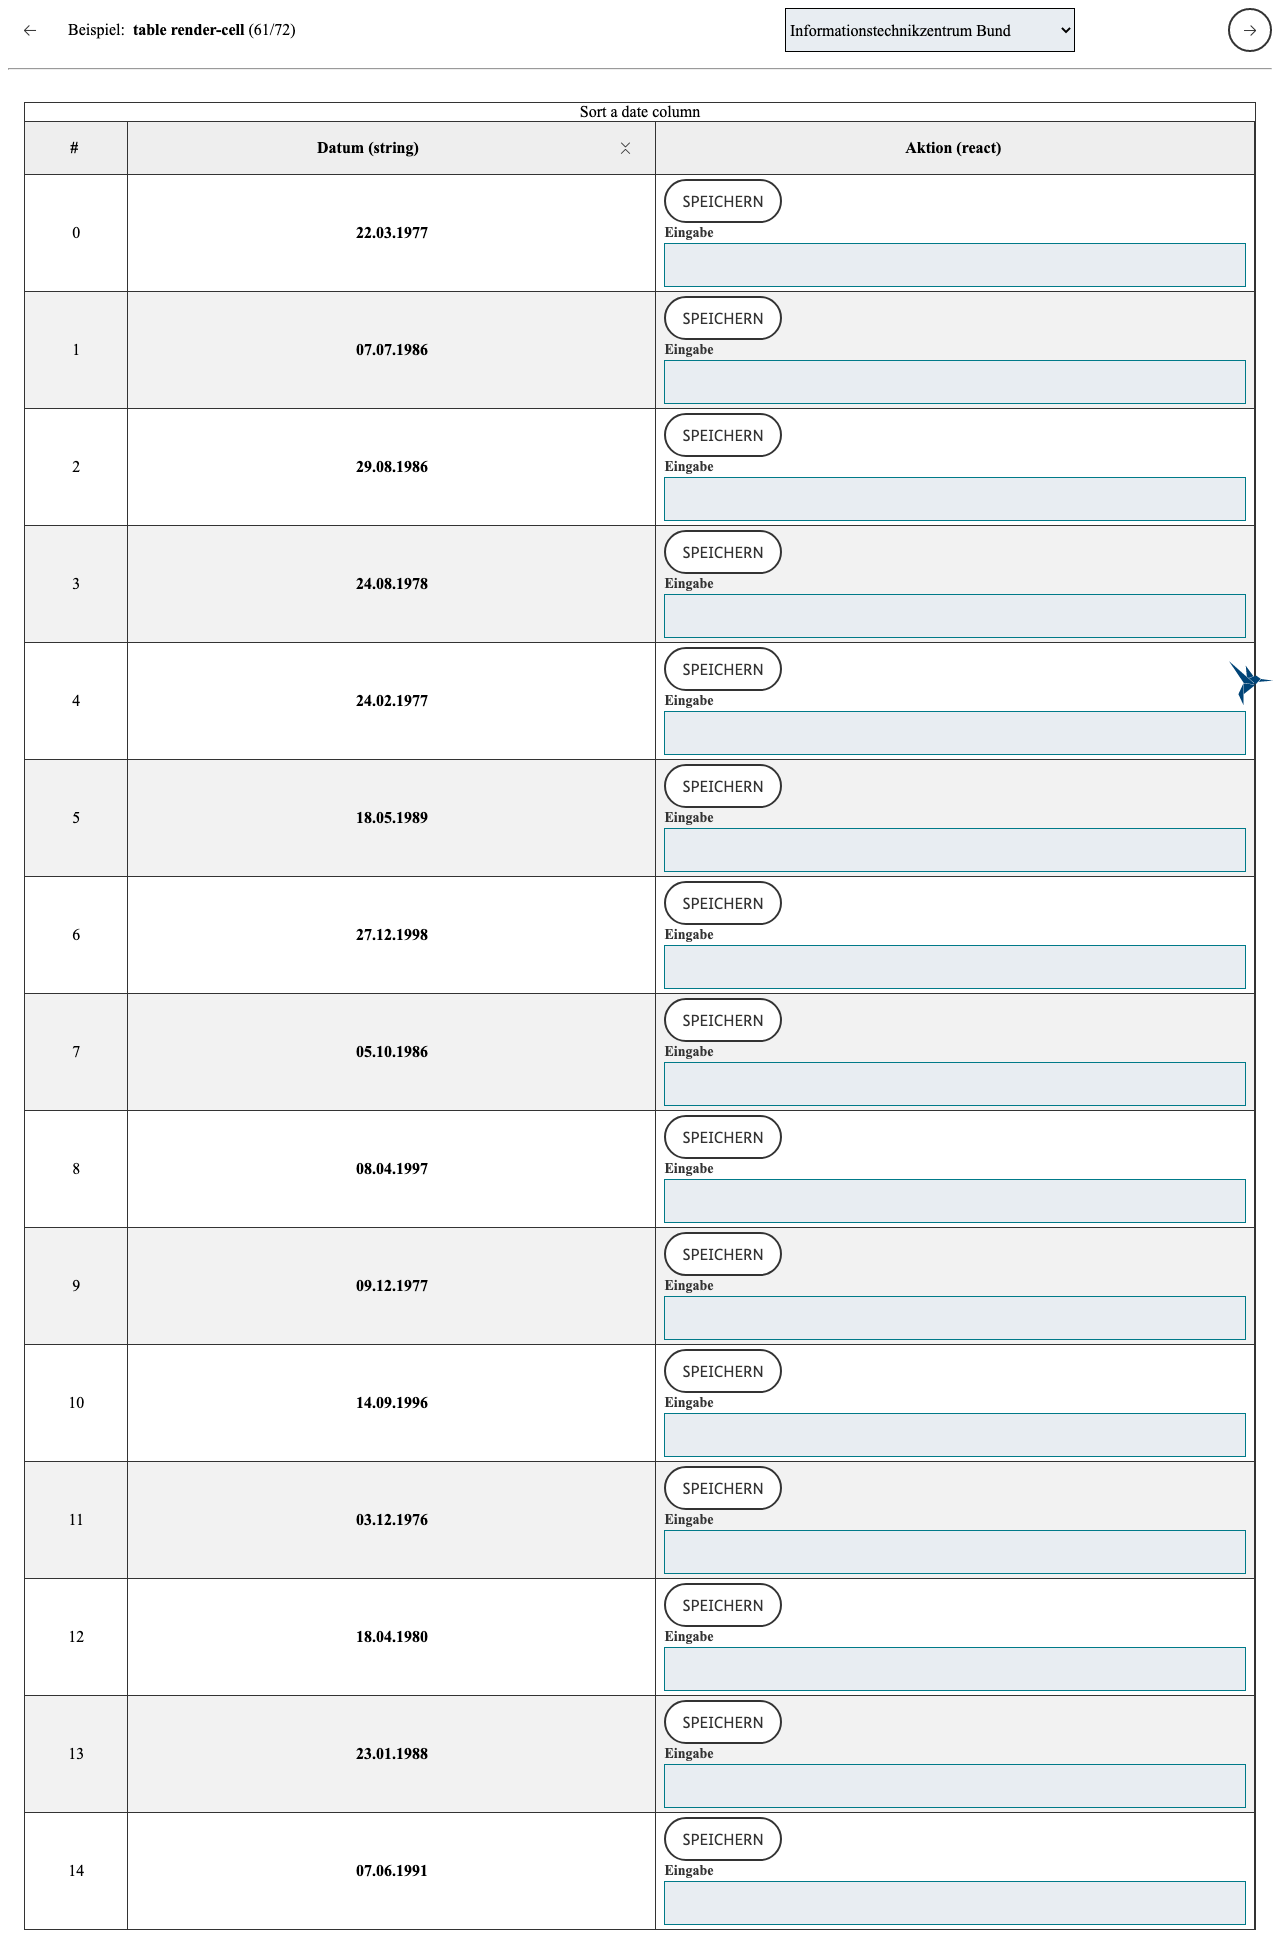 Beispiel: table render-cell (61/72) Informationstechnikzentrum Bund
Sort a date column
# Datum (string) Aktion (react)
SPEICHERN
0 22.03.1977 Eingabe
SPEICHERN
1 07.07.1986 Eingabe
SPEICHERN
2 29.08.1986 Eingabe
SPEICHERN
3 24.08.1978 Eingabe
SPEICHERN
4 24.02.1977 Eingabe
SPEICHERN
5 18.05.1989 Eingabe
SPEICHERN
6 27.12.1998 Eingabe
SPEICHERN
7 05.10.1986 Eingabe
SPEICHERN
8 08.04.1997 Eingabe
SPEICHERN
9 09.12.1977 Eingabe
SPEICHERN
10 14.09.1996 Eingabe
SPEICHERN
11 03.12.1976 Eingabe
SPEICHERN
12 18.04.1980 Eingabe
SPEICHERN
13 23.01.1988 Eingabe
SPEICHERN
14 07.06.1991 Eingabe